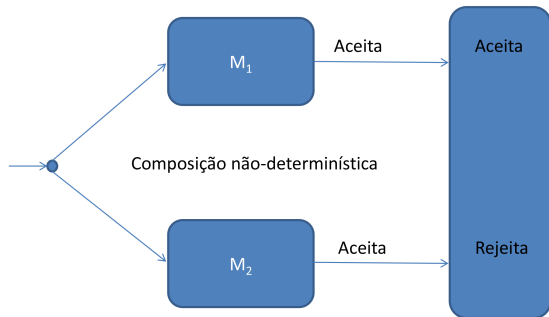 Aceita
Aceita
M1
Composição não-determinística
Aceita
Rejeita
M2